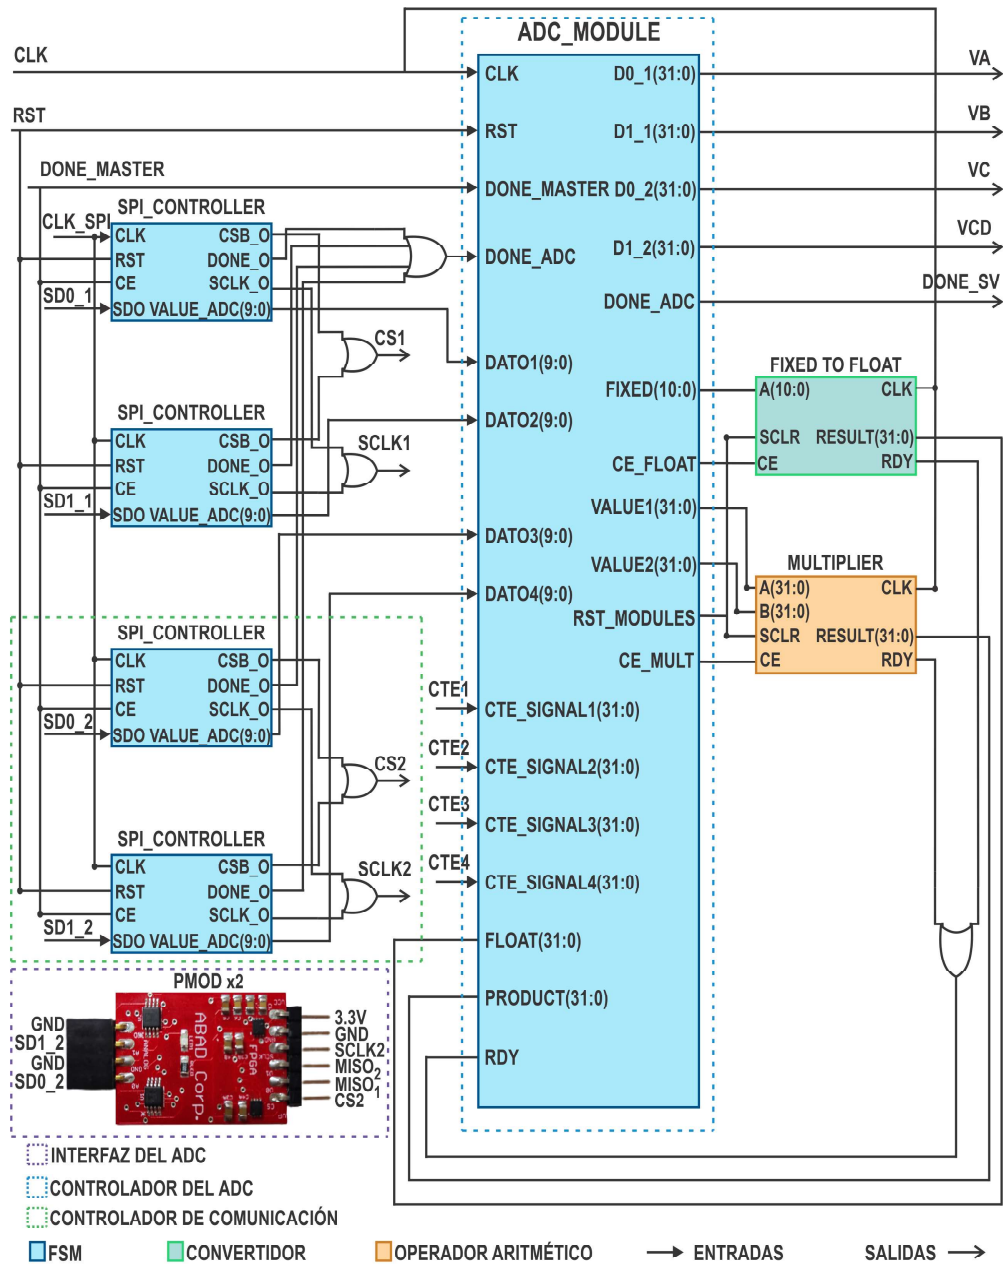 ADC_MODULE
CLK
RST
DONE_MASTER
CLK_SPI
SPI_CONTROLLER
CLK CSB_O
RST DONE_O
CE SCLK_O
SD0_1
SDO VALUE_ADC(9:0)
CS1
SPI_CONTROLLER
CLK CSB_O
RST DONE_O
CE SCLK_O
SD1_1
SDO VALUE_ADC(9:0)
SCLK1
SPI_CONTROLLER
CLK CSB_O
RST DONE_O
CE SCLK_O
SD0_2
SDO VALUE_ADC(9:0)
CS2
SPI_CONTROLLER
CLK CSB_O
RST DONE_O
CE SCLK_O
SD1_2
SDO VALUE_ADC(9:0)
SCLK2
CLK D0_1(31:0)
RST D1_1(31:0)
DONE_MASTER D0_2(31:0)
D1_2(31:0)
DONE_ADC
DONE_ADC
DATO1(9:0)
FIXED(10:0)
DATO2(9:0)
CE_FLOAT
VALUE1(31:0)
DATO3(9:0)
VALUE2(31:0)
DATO4(9:0)
RST_MODULES
CE_MULT
CTE1
CTE_SIGNAL1(31:0)
CTE2
CTE_SIGNAL2(31:0)
CTE3
CTE_SIGNAL3(31:0)
CTE4
CTE_SIGNAL4(31:0)
FLOAT(31:0)
PRODUCT(31:0)
RDY
VA
VB
VC
VCD
DONE_SV
FIXED TO FLOAT
A(10:0) CLK
SCLR RESULT(31:0)
CE RDY
MULTIPLIER
A(31:0) CLK
B(31:0)
SCLR RESULT(31:0)
CE RDY
PMOD x2
GND
SD1_2
GND
SD0_2
ABAD Corp.
FPGA
ANALOG
3.3V
GND
SCLK2
MISO2
MISO1
CS2
INTERFAZ DEL ADC
CONTROLADOR DEL ADC
CONTROLADOR DE COMUNICACIÓN
FSM CONVERTIDOR OPERADOR ARITMÉTICO ENTRADAS SALIDAS